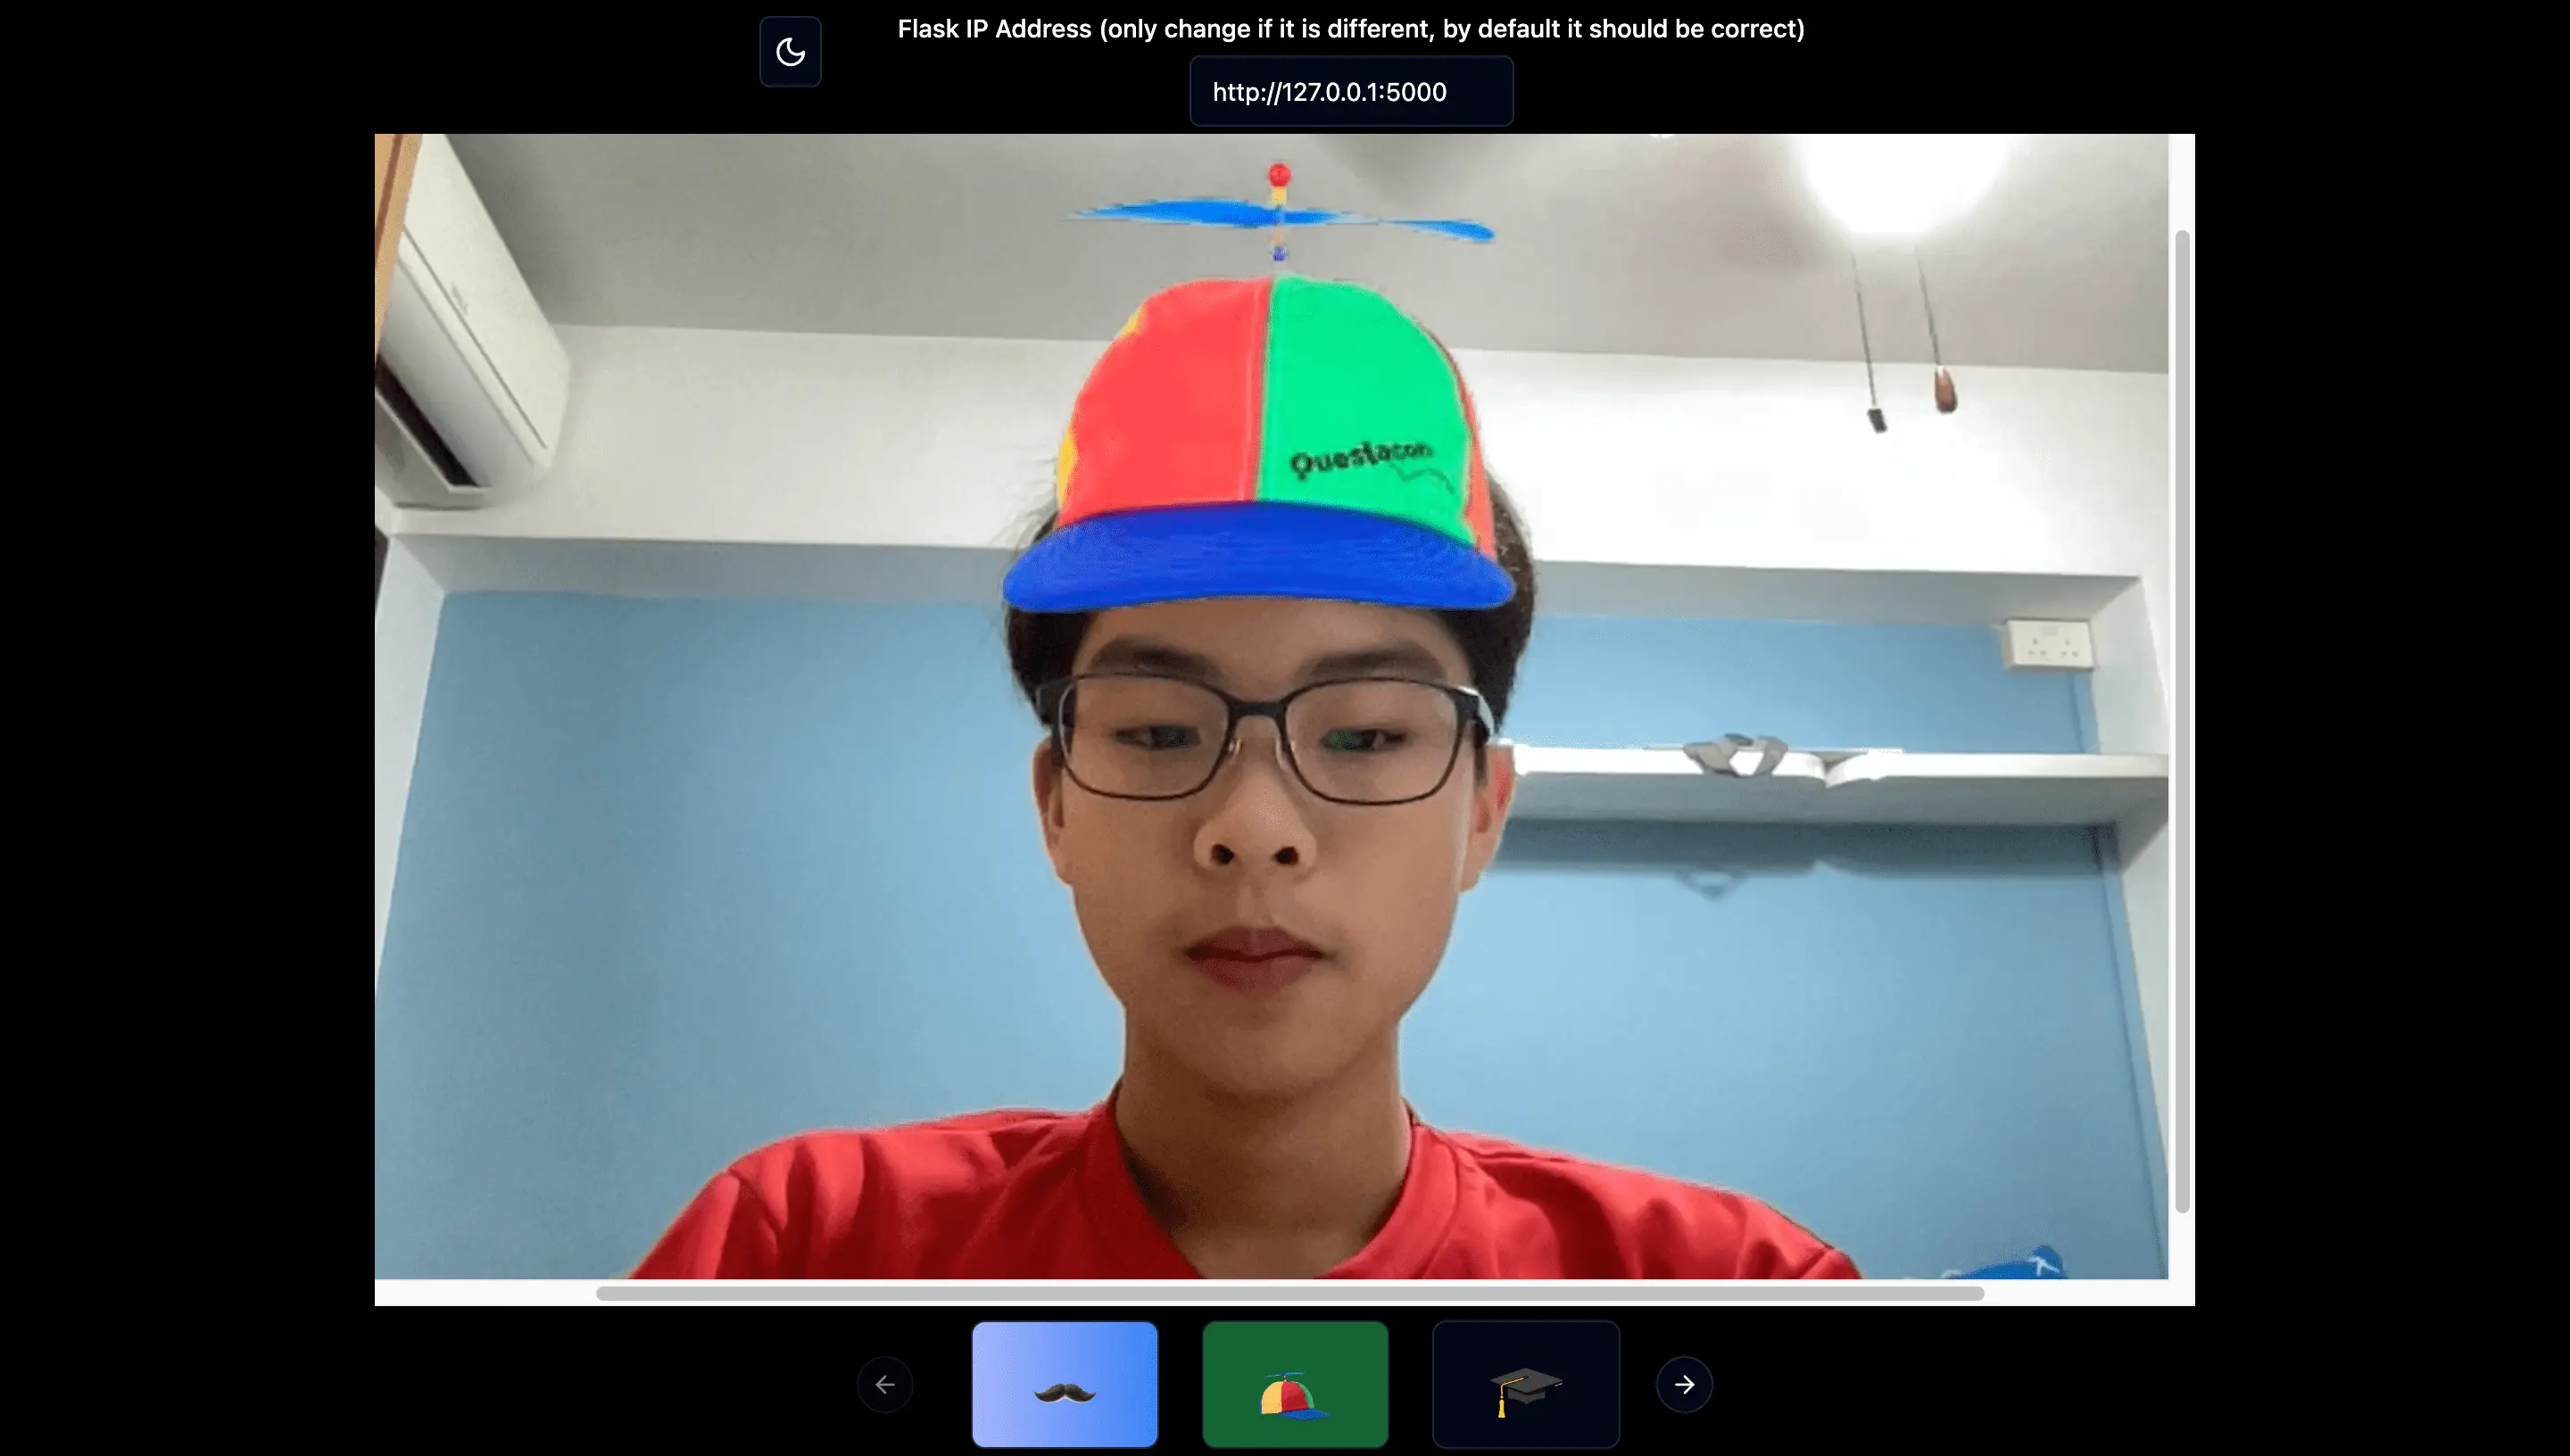 Flask IP Address (only change if it is different, by default it should be correct)
http://127.0.0.1:5000
Questacon